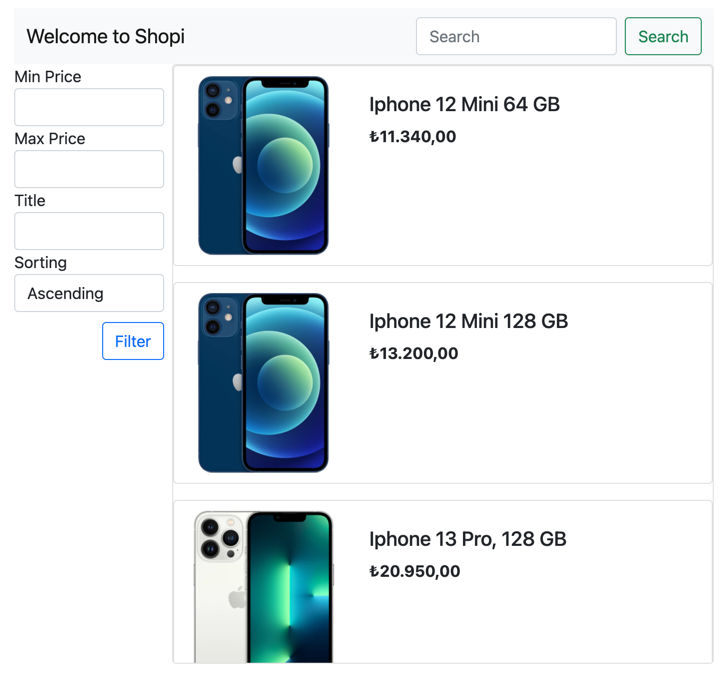 Welcome to Shopi
Search
Search
Min Price
Max Price
Title
Sorting
Ascending
Filter
Iphone 12 Mini 64 GB
₺11.340,00
Iphone 12 Mini 128 GB
₺13.200,00
Iphone 13 Pro, 128 GB
₺20.950,00